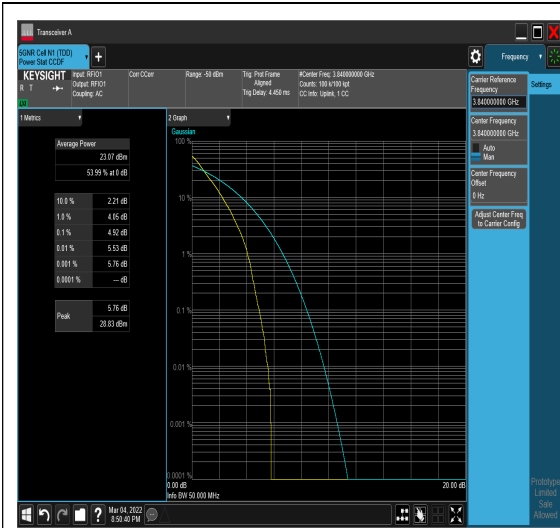 Transceiver A
5GNR Cell N1 (TDD)
Power Stat CCDF
+
Frequency
KEYSIGHT
R T
LXI
Input: RFIO1
Output: RFIO1
Coupling: AC
Corr CCorr
Range: -50 dBm
Trig: Prot Frame
Aligned
Trig Delay: 4.450 ms
#Center Freq: 3.840000000 GHz
Counts: 100 k/100 kpt
CC Info: Uplink, 1 CC
Carrier Reference
Frequency
3.840000000 GHz
Settings
Center Frequency
3.840000000 GHz
Auto
Man
Center Frequency
Offset
0 Hz
Adjust Center Freq
to Carrier Config
1 Metrics
Average Power
23.07 dBm
53.99 % at 0 dB
10.0 % 2.21 dB
1.0 % 4.05 dB
0.1 % 4.92 dB
0.01 % 5.53 dB
0.001 % 5.76 dB
0.0001 % --- dB
Peak
5.76 dB
28.83 dBm
2 Graph
Gaussian
100 %
10 %
1 %
0.1 %
0.01 %
0.001 %
0.0001 %
0.00 dB
20.00 dB
Info BW 50.000 MHz
Prototype
Limited
Sale
Allowed
?
Mar 04, 2022
8:50:40 PM